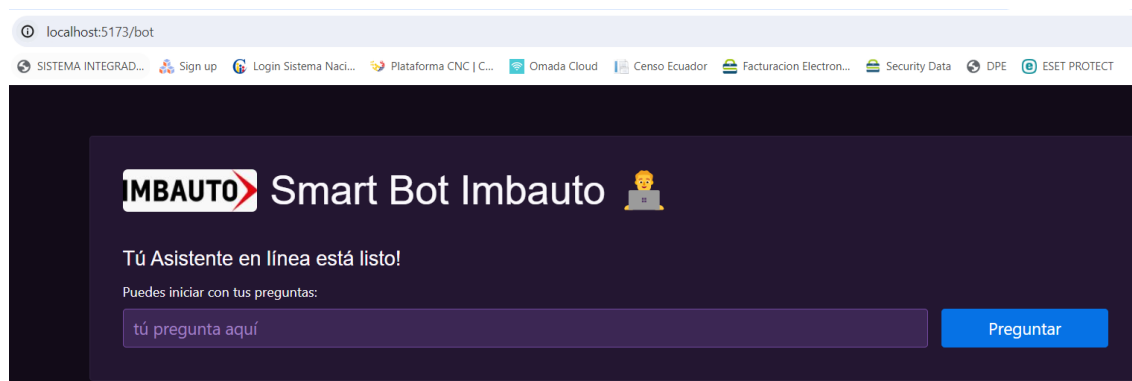 localhost:5173/bot
SISTEMA INTEGRAD... Sign up Login Sistema Naci... Plataforma CNC | C... Omada Cloud Censo Ecuador Facturacion Electron... Security Data DPE ESET PROTECT
IMBAUTO Smart Bot Imbauto
Tú Asistente en línea está listo!
Puedes iniciar con tus preguntas:
tú pregunta aquí Preguntar